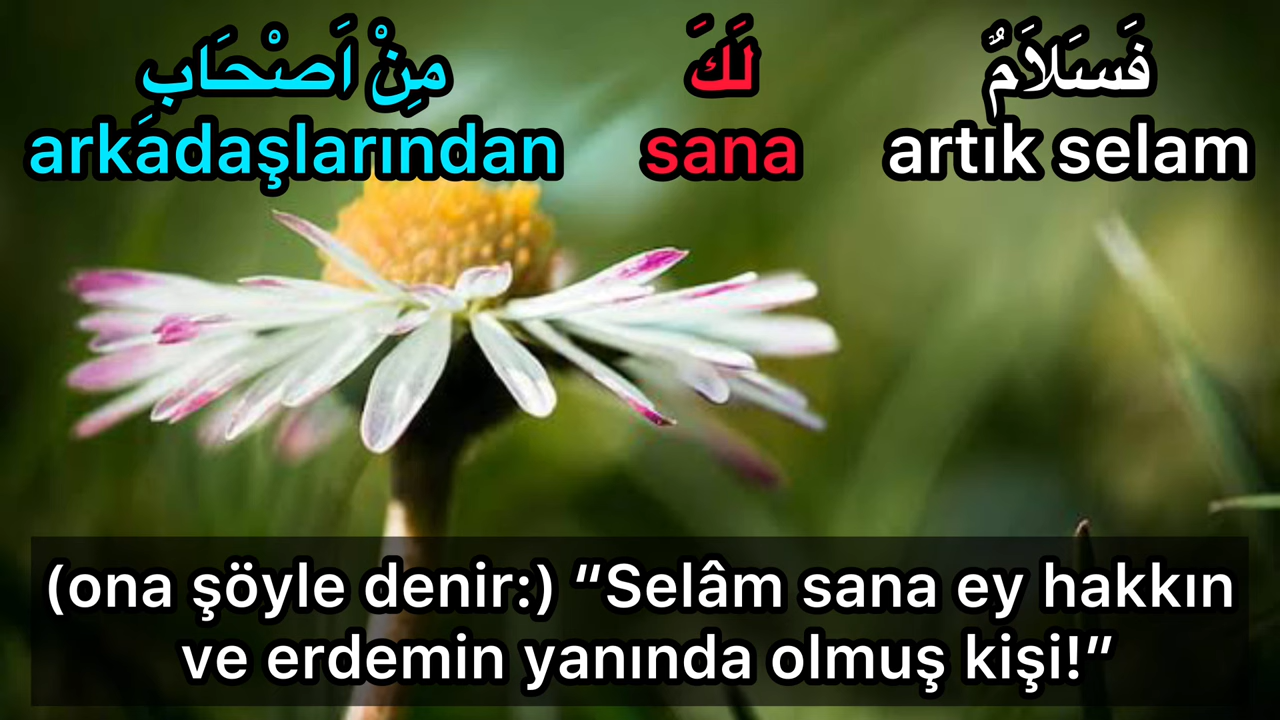 فَسَلَامٌ لَكَ مِنْ اَصْحَابِ
artık selam sana arkadaşlarından
(ona şöyle denir:) “Selâm sana ey hakkın
ve erdemin yanında olmuş kişi!”